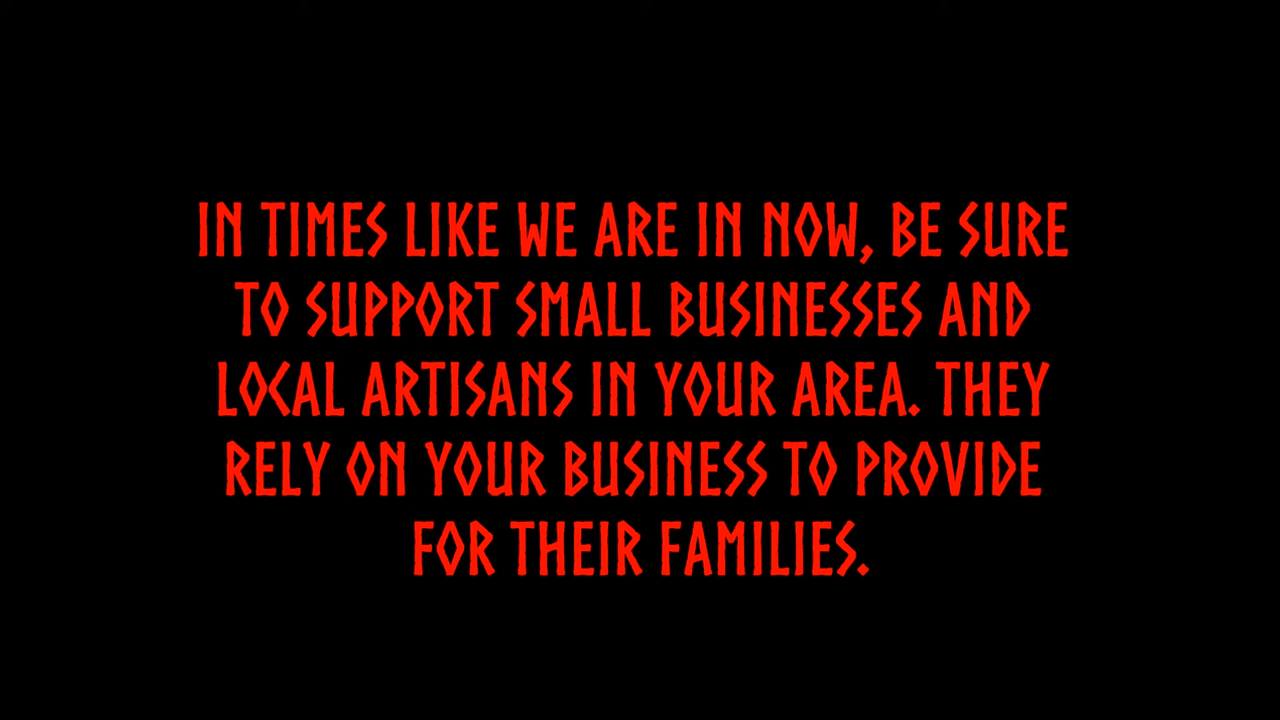 IN TIMES LIKE WE ARE IN NOW, BE SURE
TO SUPPORT SMALL BUSINESSES AND
LOCAL ARTISANS IN YOUR AREA. THEY
RELY ON YOUR BUSINESS TO PROVIDE
FOR THEIR FAMILIES.